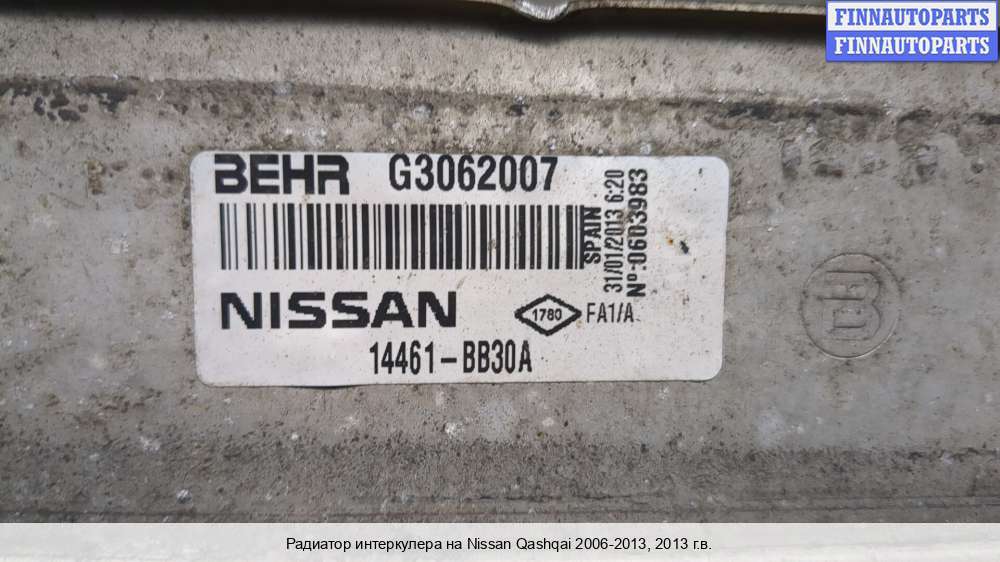 FINNAUTOPARTS
FINNAUTOPARTS
BEHR G3062007
SPAIN
31/01/2013 6:20
Nº:0603983
NISSAN 1780 FA1/A
14461-BB30A
Радиатор интеркулера на Nissan Qashqai 2006-2013, 2013 г.в.